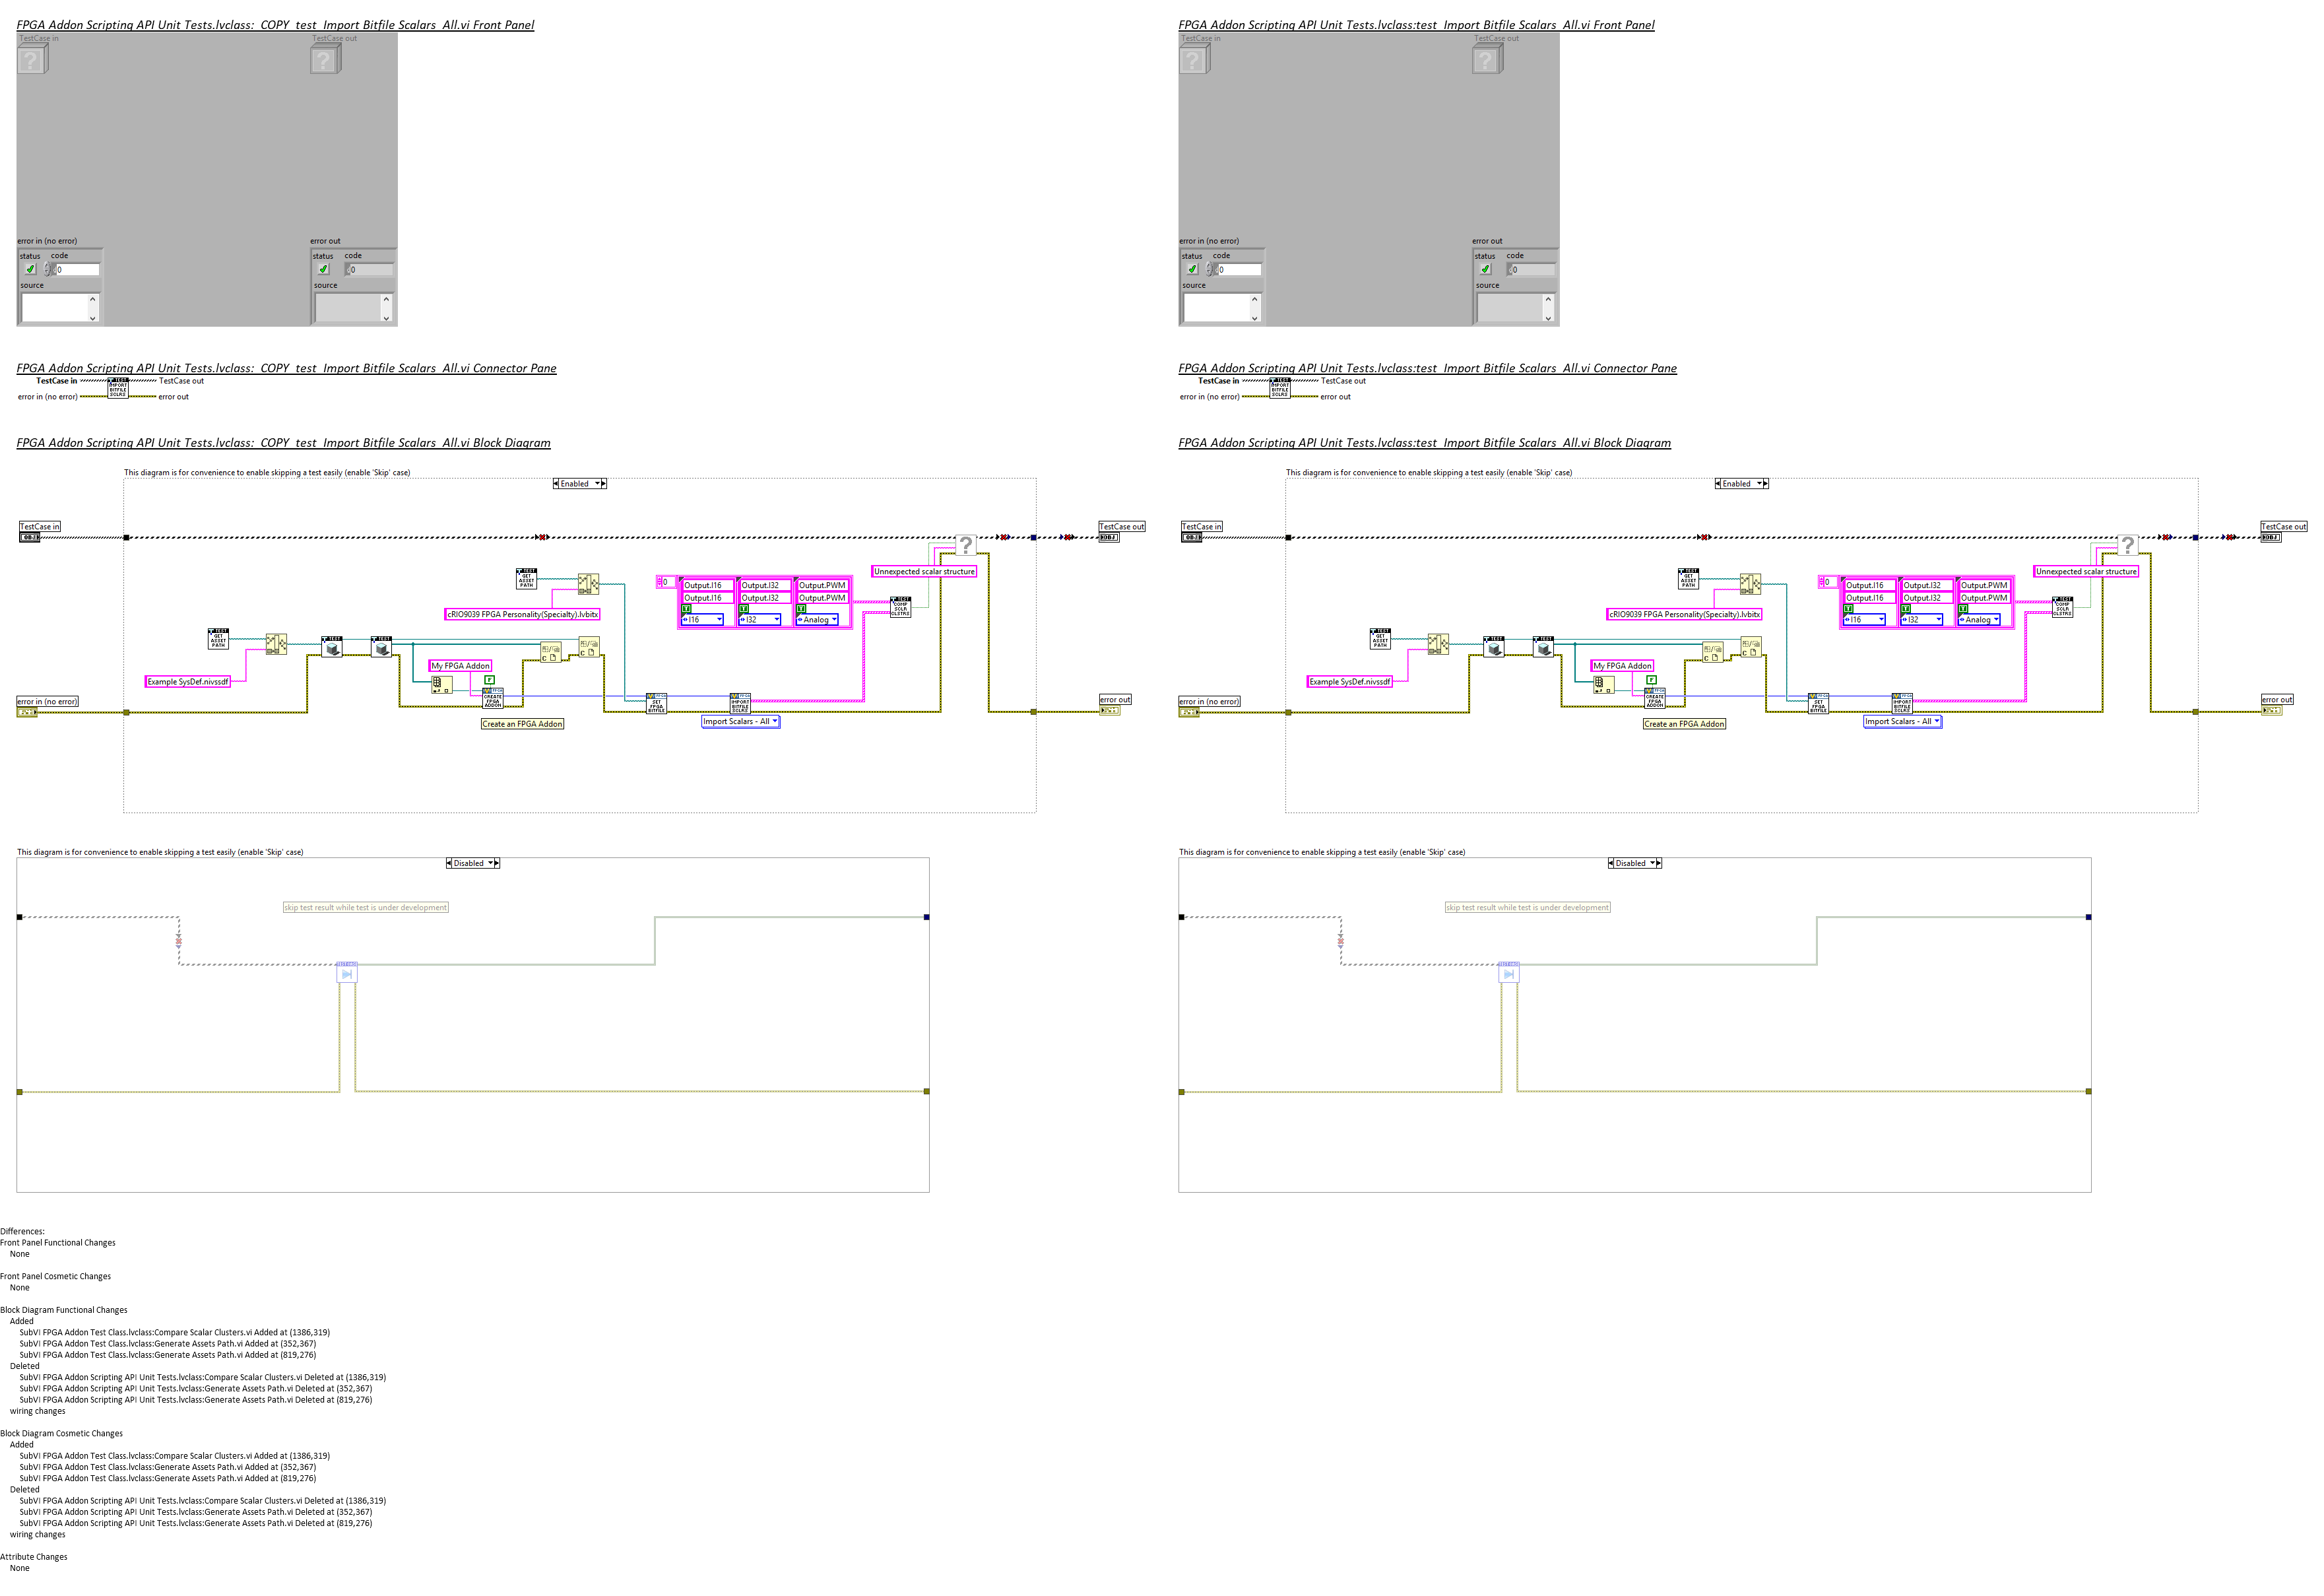 FPGA Addon Scripting API Unit Tests.lvclass:_COPY_test_Import Bitfile Scalars_All.vi Front Panel
TestCase in
TestCase out
error in (no error)
error out
status
code
0
status
code
0
source
source
FPGA Addon Scripting API Unit Tests.lvclass:_COPY_test_Import Bitfile Scalars_All.vi Connector Pane
TestCase in
TestCase out
error in (no error)
error out
FPGA Addon Scripting API Unit Tests.lvclass:_COPY_test_Import Bitfile Scalars_All.vi Block Diagram
This diagram is for convenience to enable skipping a test easily (enable 'Skip' case)
Enabled
TestCase in
TestCase out
Unnexpected scalar structure
TEST GET ASSET PATH
0
Output.I16
Output.I32
Output.PWM
Output.I16
Output.I32
Output.PWM
I16
I32
Analog
cRIO9039 FPGA Personality(Specialty).lvbitx
TEST GET ASSET PATH
My FPGA Addon
Example SysDef.nivssdf
error in (no error)
error out
Import Scalars - All
Create an FPGA Addon
This diagram is for convenience to enable skipping a test easily (enable 'Skip' case)
Disabled
skip test result while test is under development
FPGA Addon Scripting API Unit Tests.lvclass:test_Import Bitfile Scalars_All.vi Front Panel
TestCase in
TestCase out
error in (no error)
error out
status
code
0
status
code
0
source
source
FPGA Addon Scripting API Unit Tests.lvclass:test_Import Bitfile Scalars_All.vi Connector Pane
TestCase in
TestCase out
error in (no error)
error out
FPGA Addon Scripting API Unit Tests.lvclass:test_Import Bitfile Scalars_All.vi Block Diagram
This diagram is for convenience to enable skipping a test easily (enable 'Skip' case)
Enabled
TestCase in
TestCase out
Unnexpected scalar structure
TEST GET ASSET PATH
0
Output.I16
Output.I32
Output.PWM
Output.I16
Output.I32
Output.PWM
I16
I32
Analog
cRIO9039 FPGA Personality(Specialty).lvbitx
TEST GET ASSET PATH
My FPGA Addon
Example SysDef.nivssdf
error in (no error)
error out
Import Scalars - All
Create an FPGA Addon
This diagram is for convenience to enable skipping a test easily (enable 'Skip' case)
Disabled
skip test result while test is under development
Differences:
Front Panel Functional Changes
None
Front Panel Cosmetic Changes
None
Block Diagram Functional Changes
Added
SubVI FPGA Addon Test Class.lvclass:Compare Scalar Clusters.vi Added at (1386,319)
SubVI FPGA Addon Test Class.lvclass:Generate Assets Path.vi Added at (352,367)
SubVI FPGA Addon Test Class.lvclass:Generate Assets Path.vi Added at (819,276)
Deleted
SubVI FPGA Addon Scripting API Unit Tests.lvclass:Compare Scalar Clusters.vi Deleted at (1386,319)
SubVI FPGA Addon Scripting API Unit Tests.lvclass:Generate Assets Path.vi Deleted at (352,367)
SubVI FPGA Addon Scripting API Unit Tests.lvclass:Generate Assets Path.vi Deleted at (819,276)
wiring changes
Block Diagram Cosmetic Changes
Added
SubVI FPGA Addon Test Class.lvclass:Compare Scalar Clusters.vi Added at (1386,319)
SubVI FPGA Addon Test Class.lvclass:Generate Assets Path.vi Added at (352,367)
SubVI FPGA Addon Test Class.lvclass:Generate Assets Path.vi Added at (819,276)
Deleted
SubVI FPGA Addon Scripting API Unit Tests.lvclass:Compare Scalar Clusters.vi Deleted at (1386,319)
SubVI FPGA Addon Scripting API Unit Tests.lvclass:Generate Assets Path.vi Deleted at (352,367)
SubVI FPGA Addon Scripting API Unit Tests.lvclass:Generate Assets Path.vi Deleted at (819,276)
wiring changes
Attribute Changes
None